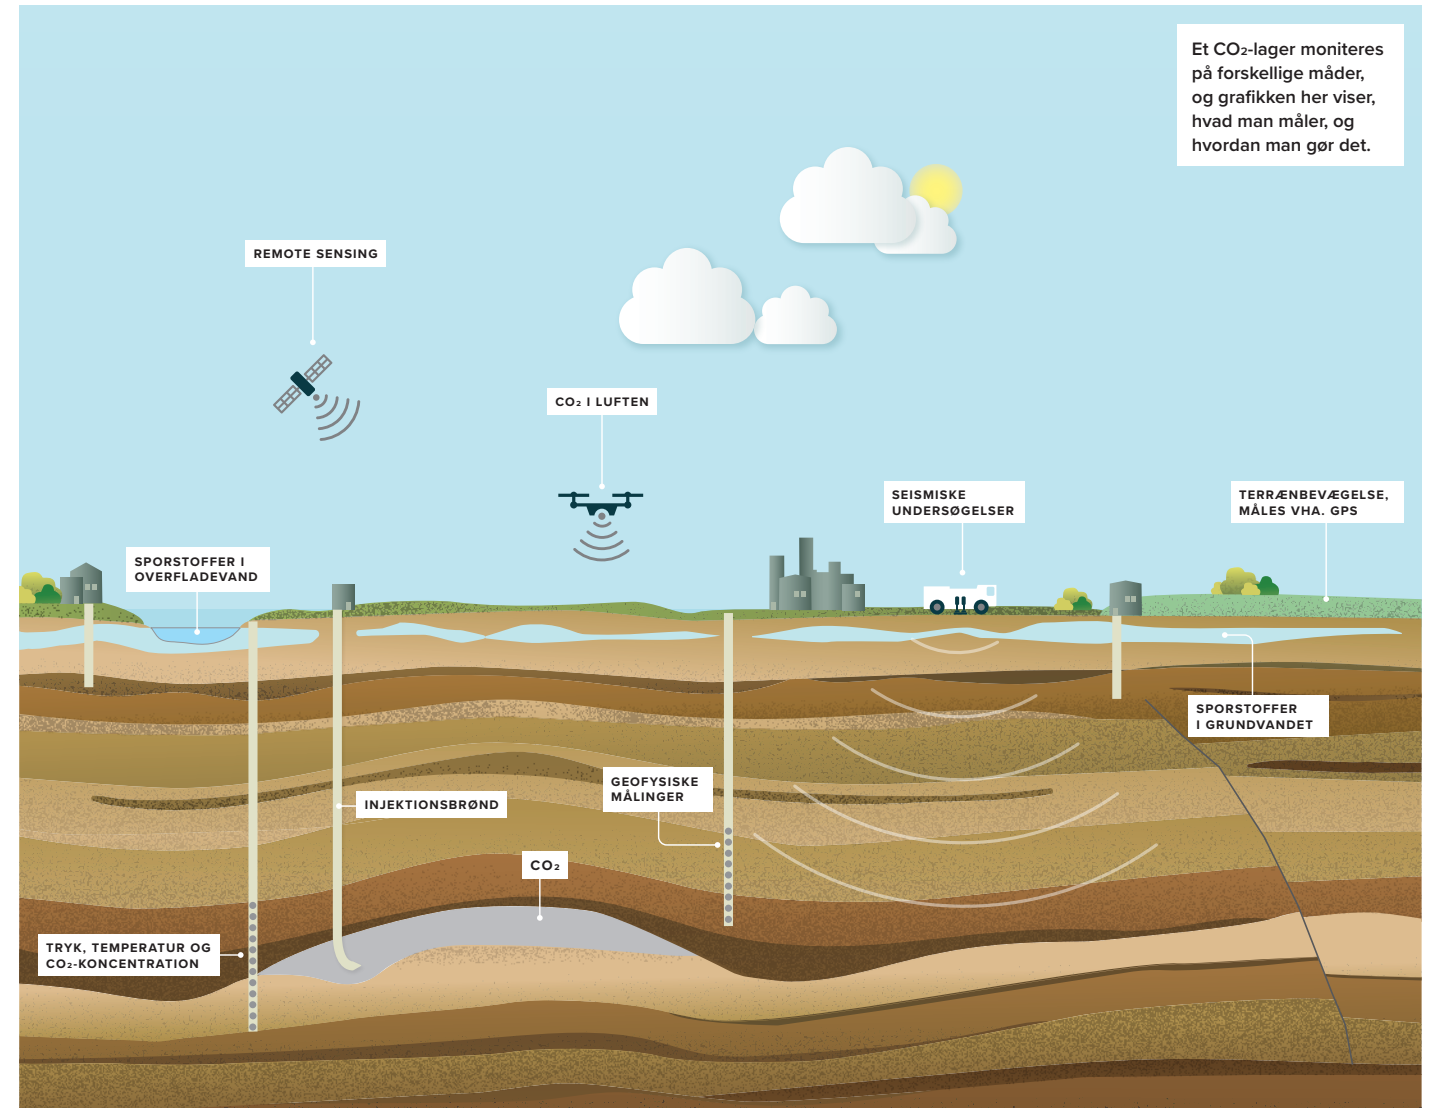 Et CO₂-lager moniteres
på forskellige måder,
og grafikken her viser,
hvad man måler, og
hvordan man gør det.
REMOTE SENSING
CO₂ I LUFTEN
SEISMISKE
UNDERSØGELSER
TERRÆNBEVÆGELSE,
MÅLES VHA. GPS
SPORSTOFFER I
OVERFLADEVAND
SPORSTOFFER
I GRUNDVANDET
GEOFYSISKE
MÅLINGER
INJEKTIONSBRØND
CO₂
TRYK, TEMPERATUR OG
CO₂-KONCENTRATION